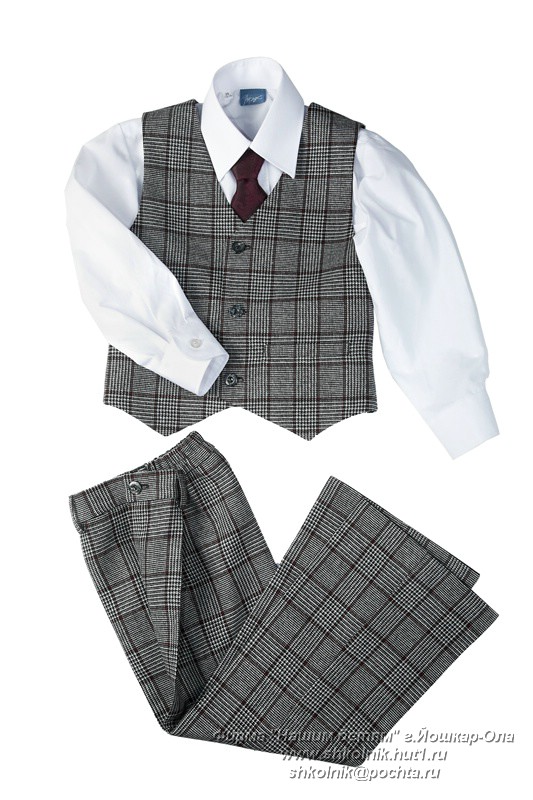 Фирма "Нашим детям" г.Йошкар-Ола
www.shkolnik.hut1.ru
shkolnik@pochta.ru